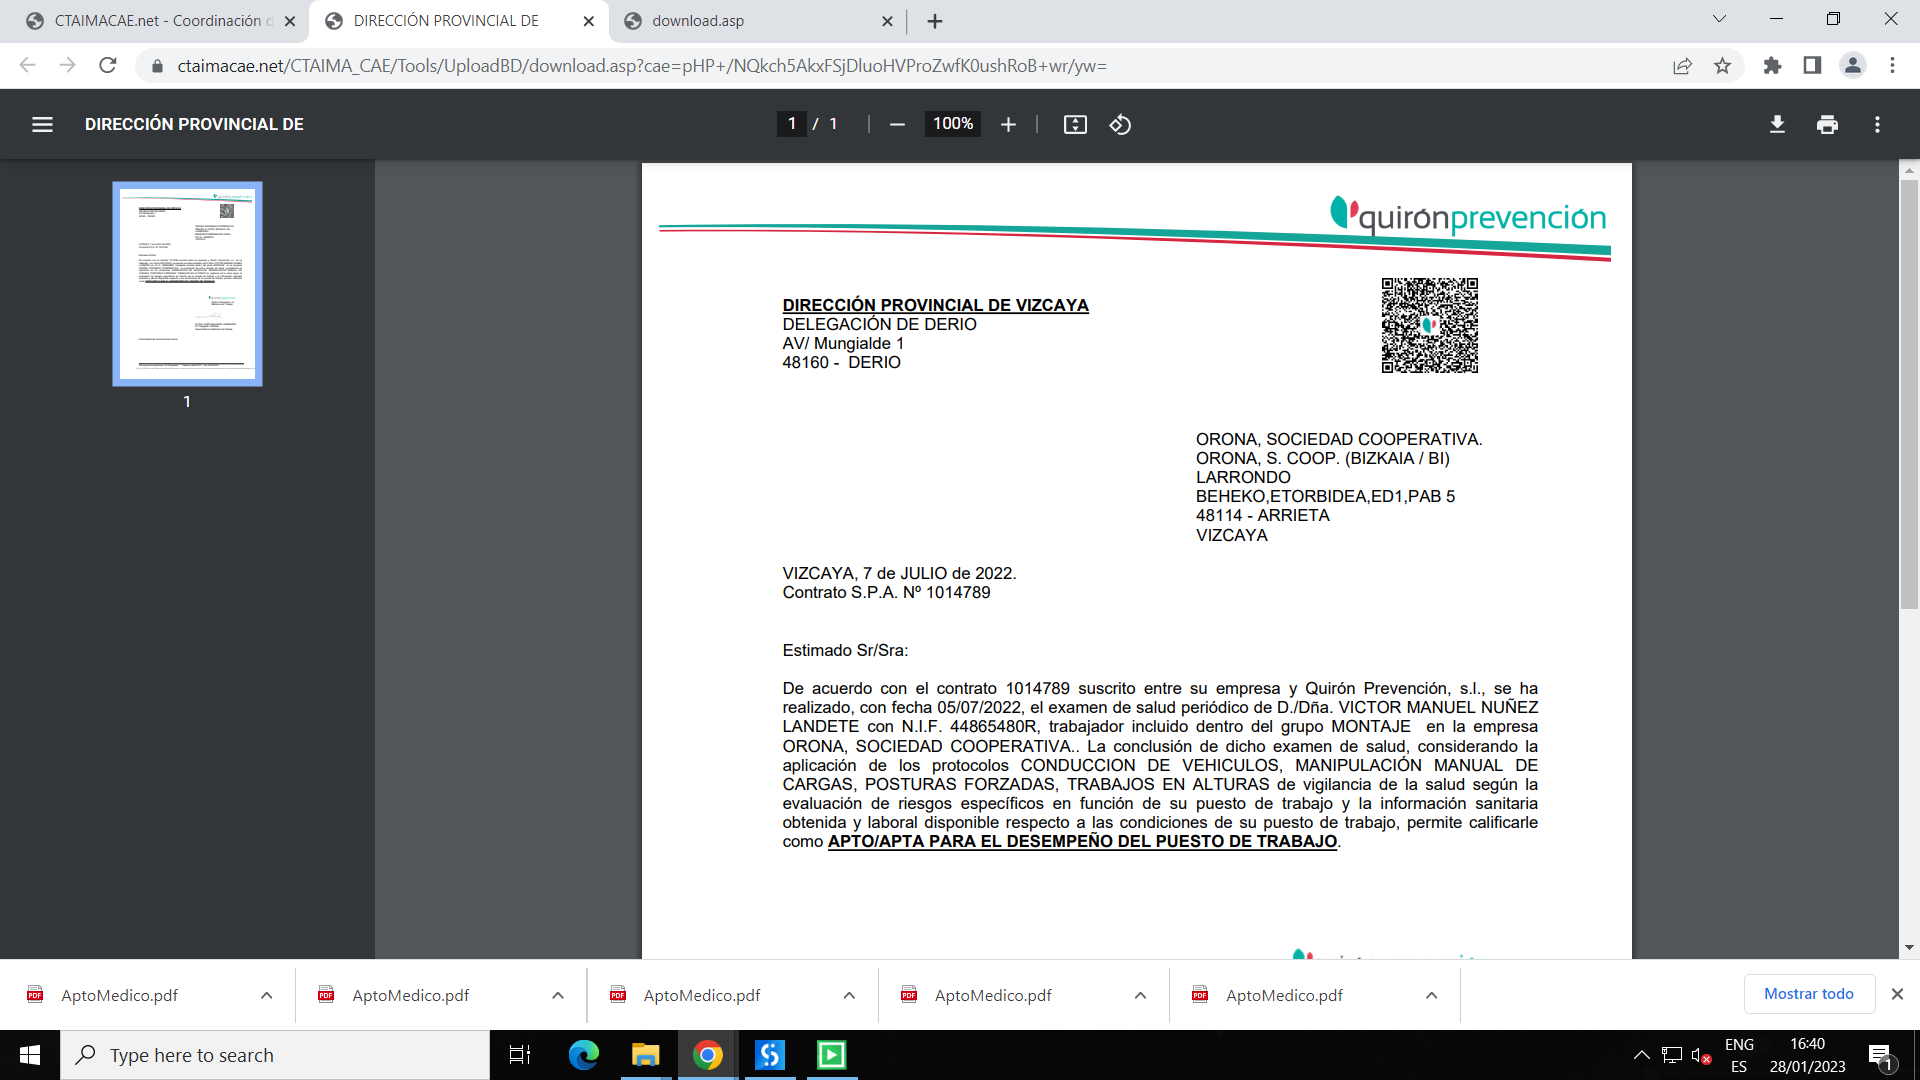 CTAIMACAE.net - Coordinación d
DIRECCIÓN PROVINCIAL DE
download.asp
ctaimacae.net/CTAIMA_CAE/Tools/UploadBD/download.asp?cae=pHP+/NQkch5AkxFSjDluoHVProZwfK0ushRoB+wr/yw=
DIRECCIÓN PROVINCIAL DE
1 / 1
100%
1
quirónprevención
DIRECCIÓN PROVINCIAL DE VIZCAYA
DELEGACIÓN DE DERIO
AV/ Mungialde 1
48160 - DERIO
ORONA, SOCIEDAD COOPERATIVA.
ORONA, S. COOP. (BIZKAIA / BI)
LARRONDO
BEHEKO,ETORBIDEA,ED1,PAB 5
48114 - ARRIETA
VIZCAYA
VIZCAYA, 7 de JULIO de 2022.
Contrato S.P.A. Nº 1014789
Estimado Sr/Sra:
De acuerdo con el contrato 1014789 suscrito entre su empresa y Quirón Prevención, s.l., se ha
realizado, con fecha 05/07/2022, el examen de salud periódico de D./Dña. VICTOR MANUEL NUÑEZ
LANDETE con N.I.F. 44865480R, trabajador incluido dentro del grupo MONTAJE en la empresa
ORONA, SOCIEDAD COOPERATIVA.. La conclusión de dicho examen de salud, considerando la
aplicación de los protocolos CONDUCCION DE VEHICULOS, MANIPULACIÓN MANUAL DE
CARGAS, POSTURAS FORZADAS, TRABAJOS EN ALTURAS de vigilancia de la salud según la
evaluación de riesgos específicos en función de su puesto de trabajo y la información sanitaria
obtenida y laboral disponible respecto a las condiciones de su puesto de trabajo, permite calificarle
como APTO/APTA PARA EL DESEMPEÑO DEL PUESTO DE TRABAJO.
AptoMedico.pdf
AptoMedico.pdf
AptoMedico.pdf
AptoMedico.pdf
AptoMedico.pdf
Mostrar todo
Type here to search
ENG
ES
16:40
28/01/2023
1